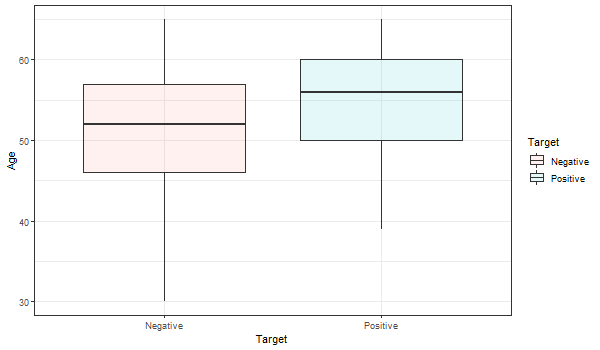 Age
60
50
40
30
Negative
Positive
Target
Target
Negative
Positive